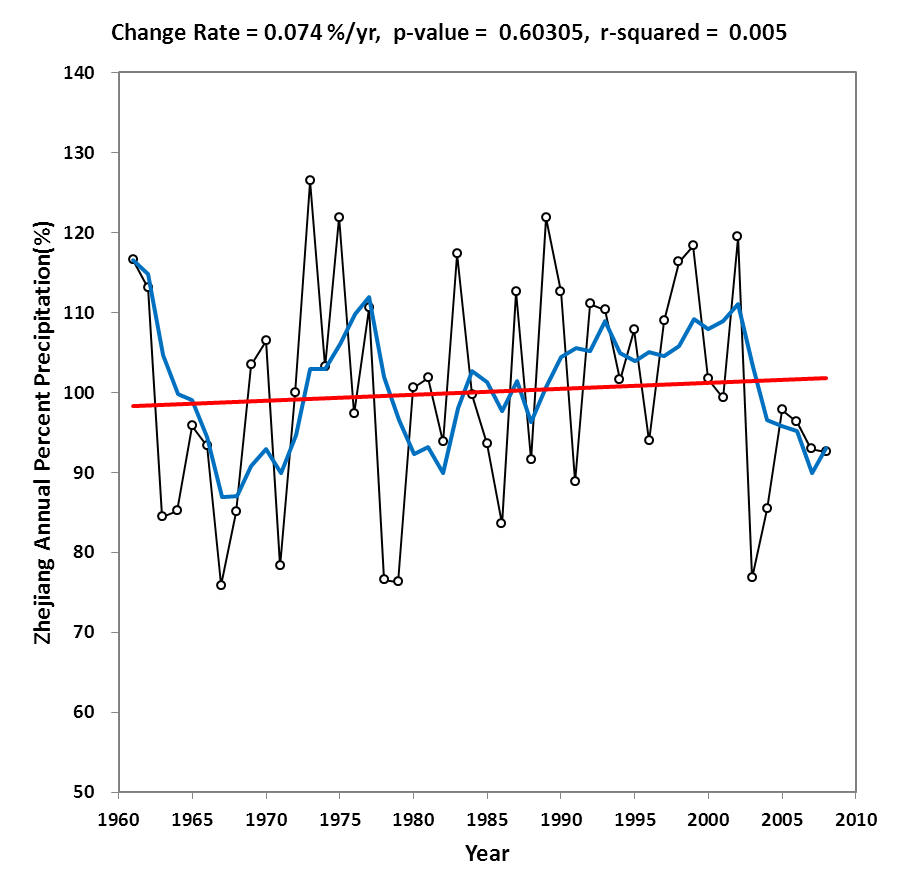 Change Rate = 0.074 %/yr, p-value = 0.60305, r-squared = 0.005
140
130
120
110
100
90
80
70
60
50
Zhejiang Annual Percent Precipitation(%)
1960 1965 1970 1975 1980 1985 1990 1995 2000 2005 2010
Year